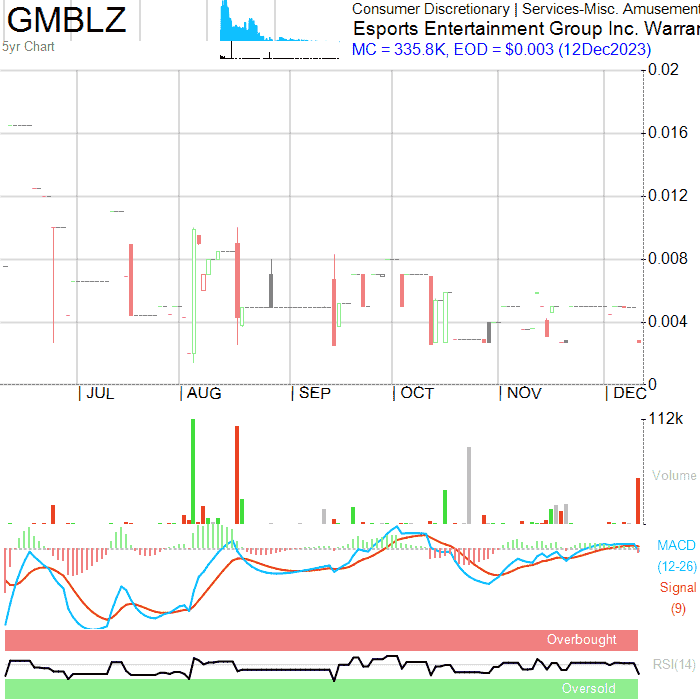 GMBLZ
5yr Chart
Consumer Discretionary | Services-Misc. Amusement
Esports Entertainment Group Inc. Warran
MC = 335.8K, EOD = $0.003 (12Dec2023)
0.02
0.016
0.012
0.008
0.004
0
| JUL | AUG | SEP | OCT | NOV | DEC
112k
Volume
MACD
(12-26)
Signal
(9)
Overbought
RSI(14)
Oversold